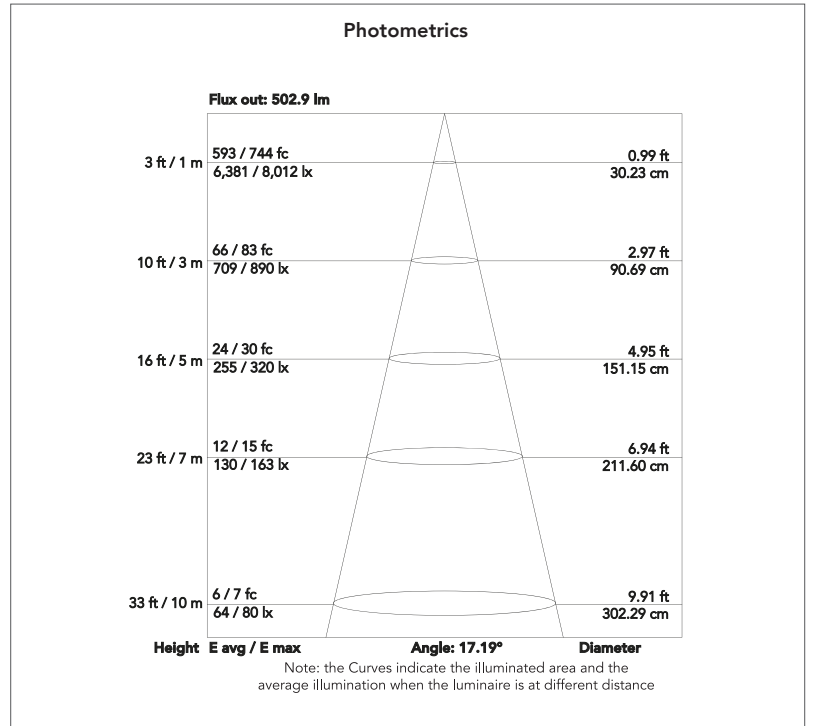 Photometrics
Flux out: 502.9 lm
3 ft / 1 m
593 / 744 fc
6,381 / 8,012 lx
0.99 ft
30.23 cm
10 ft / 3 m
66 / 83 fc
709 / 890 lx
2.97 ft
90.69 cm
16 ft / 5 m
24 / 30 fc
255 / 320 lx
4.95 ft
151.15 cm
23 ft / 7 m
12 / 15 fc
130 / 163 lx
6.94 ft
211.60 cm
33 ft / 10 m
6 / 7 fc
64 / 80 lx
9.91 ft
302.29 cm
Height E avg / E max Angle: 17.19° Diameter
Note: the Curves indicate the illuminated area and the
average illumination when the luminaire is at different distance